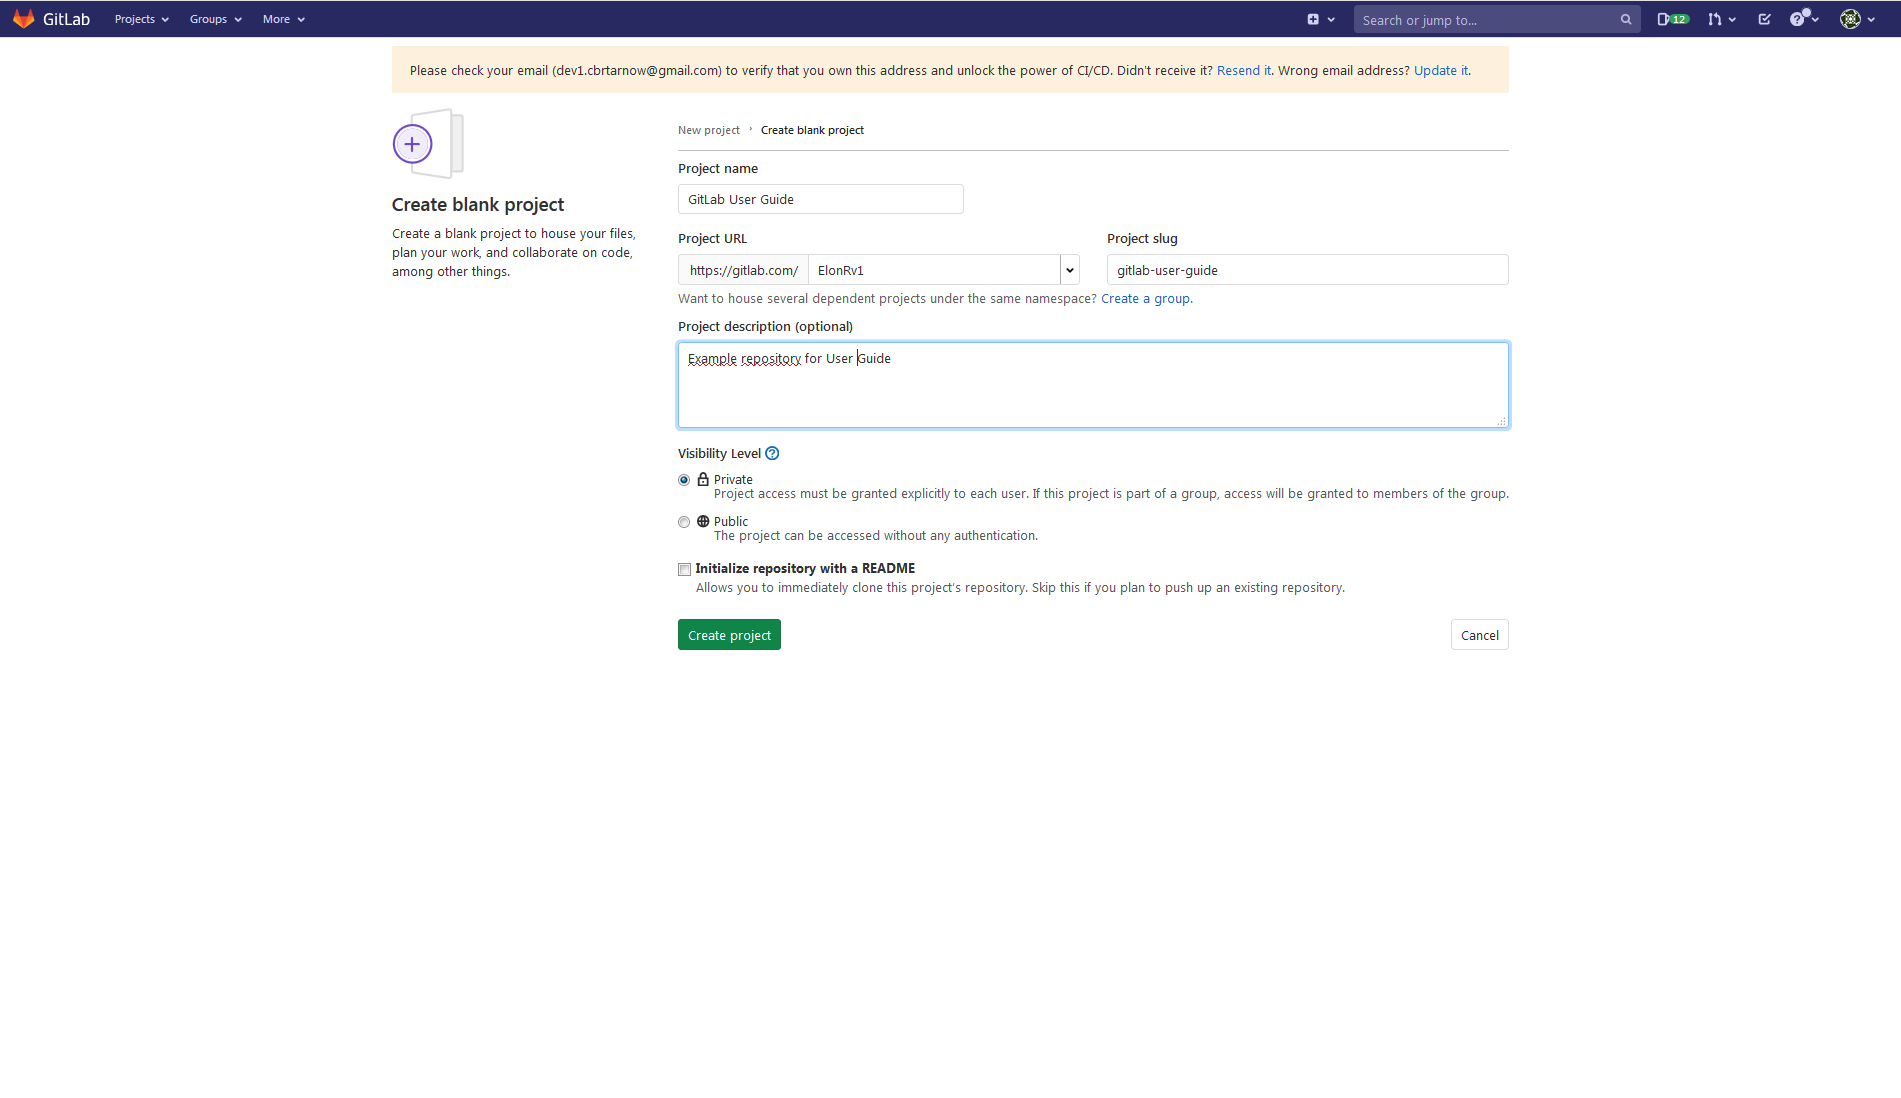 GitLab Projects Groups More Search or jump to... 12
Please check your email (dev1.cbrtarnow@gmail.com) to verify that you own this address and unlock the power of CI/CD. Didn't receive it? Resend it. Wrong email address? Update it.
New project › Create blank project
Create blank project
Create a blank project to house your files,
plan your work, and collaborate on code,
among other things.
Project name
GitLab User Guide
Project URL Project slug
https://gitlab.com/ ElonRv1 gitlab-user-guide
Want to house several dependent projects under the same namespace? Create a group.
Project description (optional)
Example repository for User Guide
Visibility Level
Private
Project access must be granted explicitly to each user. If this project is part of a group, access will be granted to members of the group.
Public
The project can be accessed without any authentication.
Initialize repository with a README
Allows you to immediately clone this project's repository. Skip this if you plan to push up an existing repository.
Create project Cancel